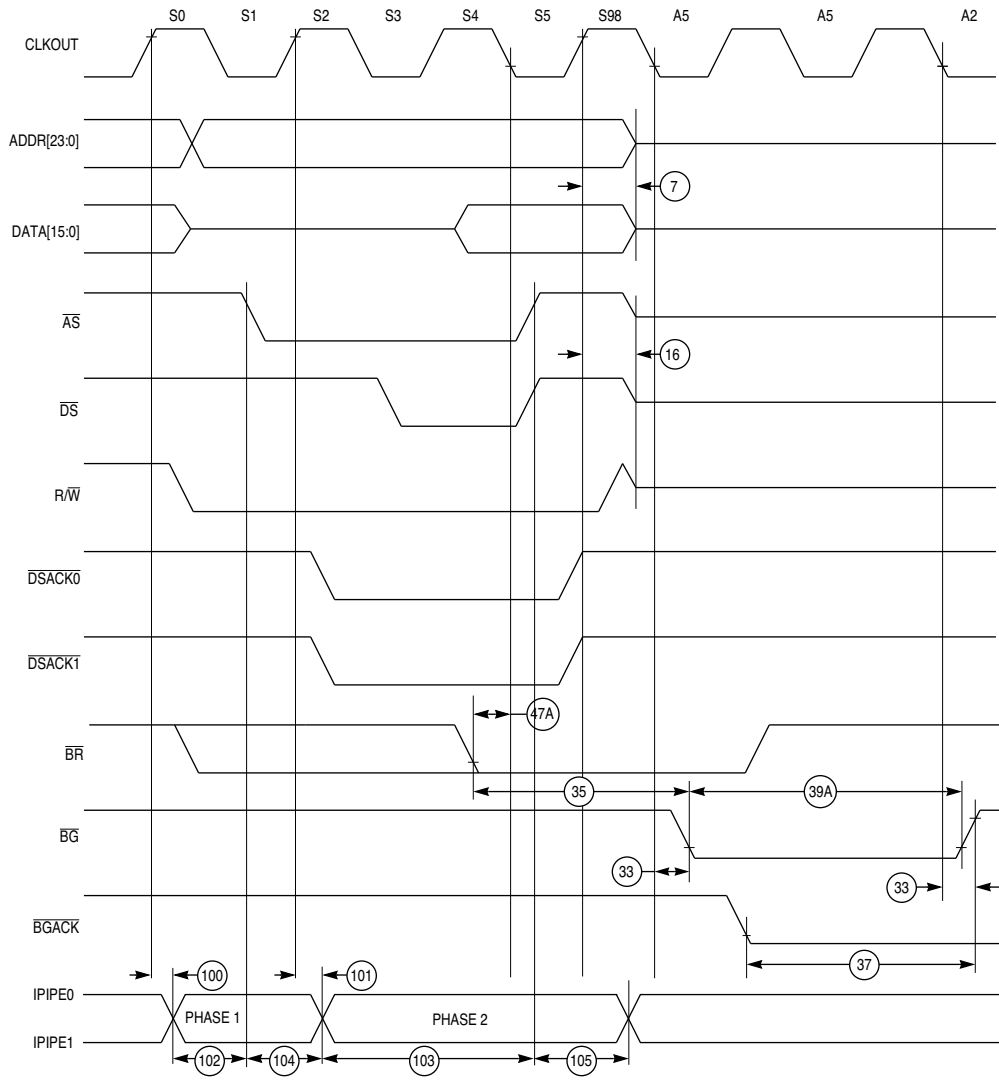 S0 S1 S2 S3 S4 S5 S98 A5 A5 A2
CLKOUT
ADDR[23:0]
7
DATA[15:0]
AS
16
DS
R/W
DSACK0
DSACK1
47A
BR
35 39A
BG
33 33
BGACK
37
100 101
IPIPE0
PHASE 1 PHASE 2
IPIPE1
102 104 103 105